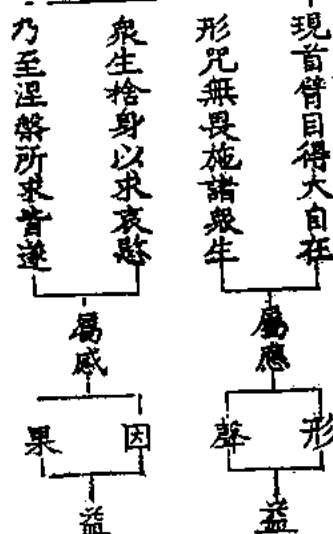 現首臂目得大自在
形咒無畏施諸眾生
屬應
形
聲
益
眾生捨身以求哀愍
乃至涅槃所求皆遂
屬感
因
果
益